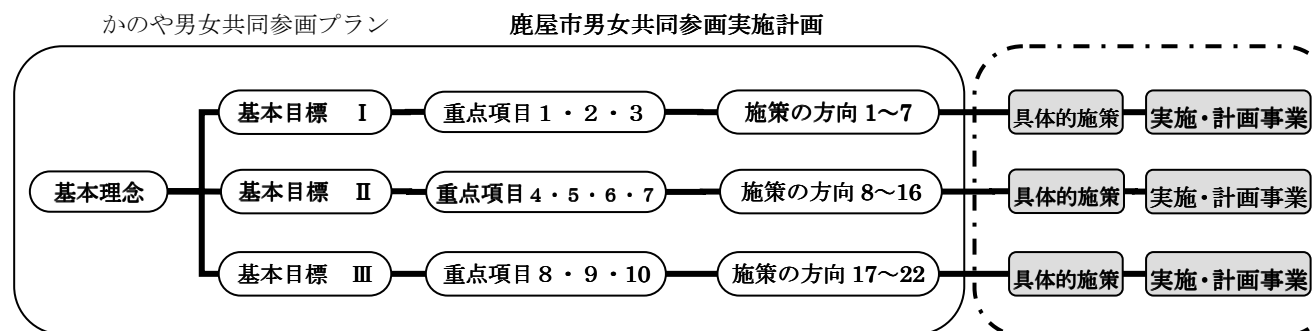 かのや男女共同参画プラン　鹿屋市男女共同参画実施計画
基本目標　Ⅰ　重点項目１・２・３　施策の方向 1～7　具体的施策　実施・計画事業
基本理念　基本目標　Ⅱ　重点項目４・５・６・７　施策の方向 8～16　具体的施策　実施・計画事業
基本目標　Ⅲ　重点項目８・９・10　施策の方向 17～22　具体的施策　実施・計画事業